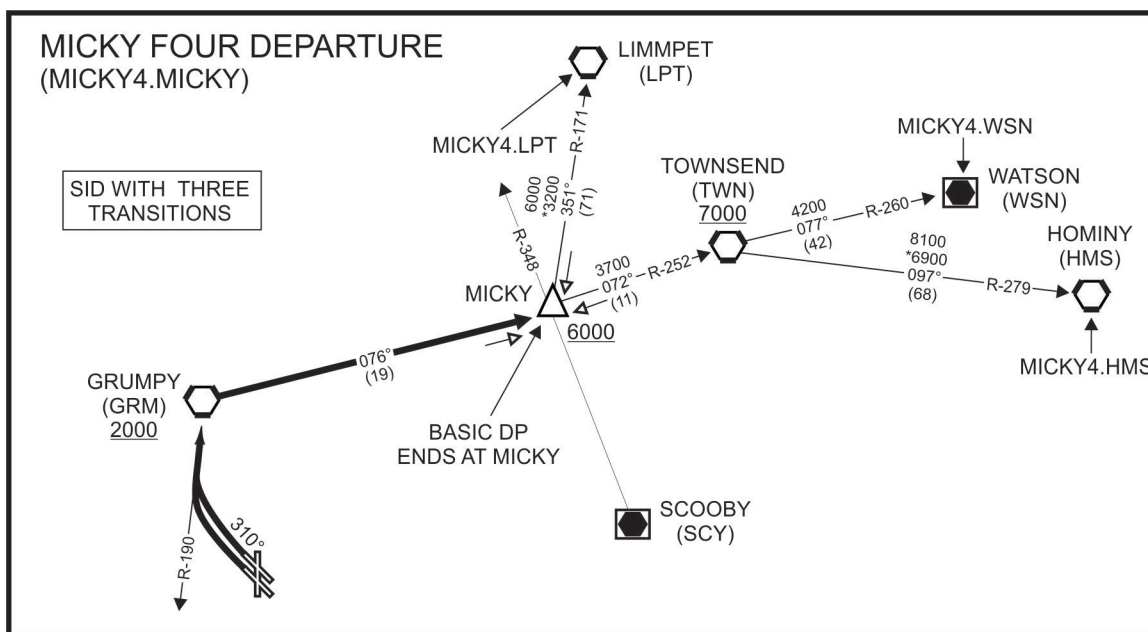 MICKY FOUR DEPARTURE
(MICKY4.MICKY)
LIMMPET
(LPT)
MICKY4.LPT
R-171
6000
*3200
351°
(71)
R-348
SID WITH THREE
TRANSITIONS
TOWNSEND
(TWN)
7000
MICKY4.WSN
WATSON
(WSN)
4200
077°
(42)
R-260
HOMINY
(HMS)
8100
*6900
097°
(68)
R-279
MICKY4.HMS
MICKY
6000
3700
072°
(11)
R-252
076°
(19)
GRUMPY
(GRM)
2000
BASIC DP
ENDS AT MICKY
SCOOBY
(SCY)
310°
R-190